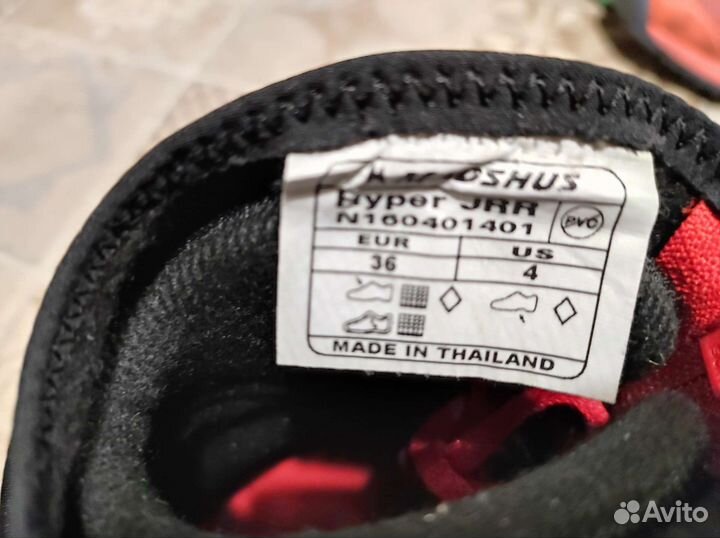 Hyper JRR
N160401401
PVC
EUR
US
36
4
MADE IN THAILAND
Avito